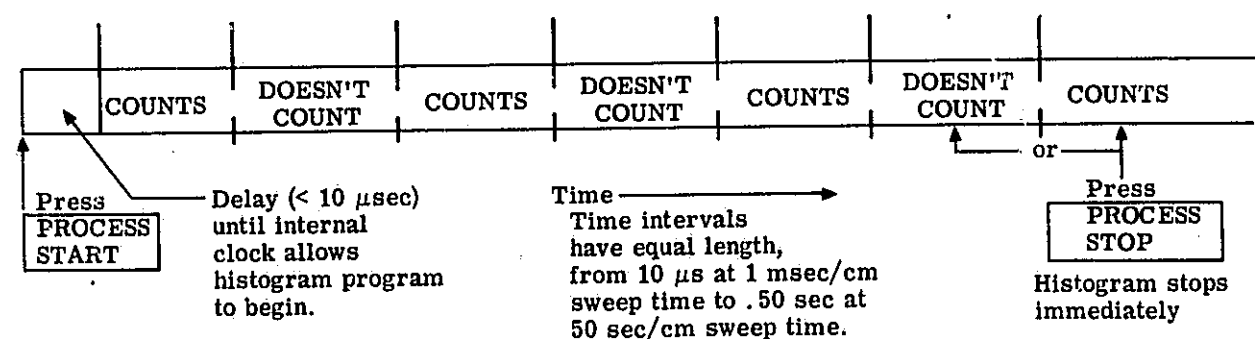 COUNTS
DOESN'T
COUNT
COUNTS
DOESN'T
COUNT
COUNTS
DOESN'T
COUNT
COUNTS
or
Press
PROCESS
START
Delay (< 10 μsec)
until internal
clock allows
histogram program
to begin.
Time
Time intervals
have equal length,
from 10 μs at 1 msec/cm
sweep time to .50 sec at
50 sec/cm sweep time.
Press
PROCESS
STOP
Histogram stops
immediately